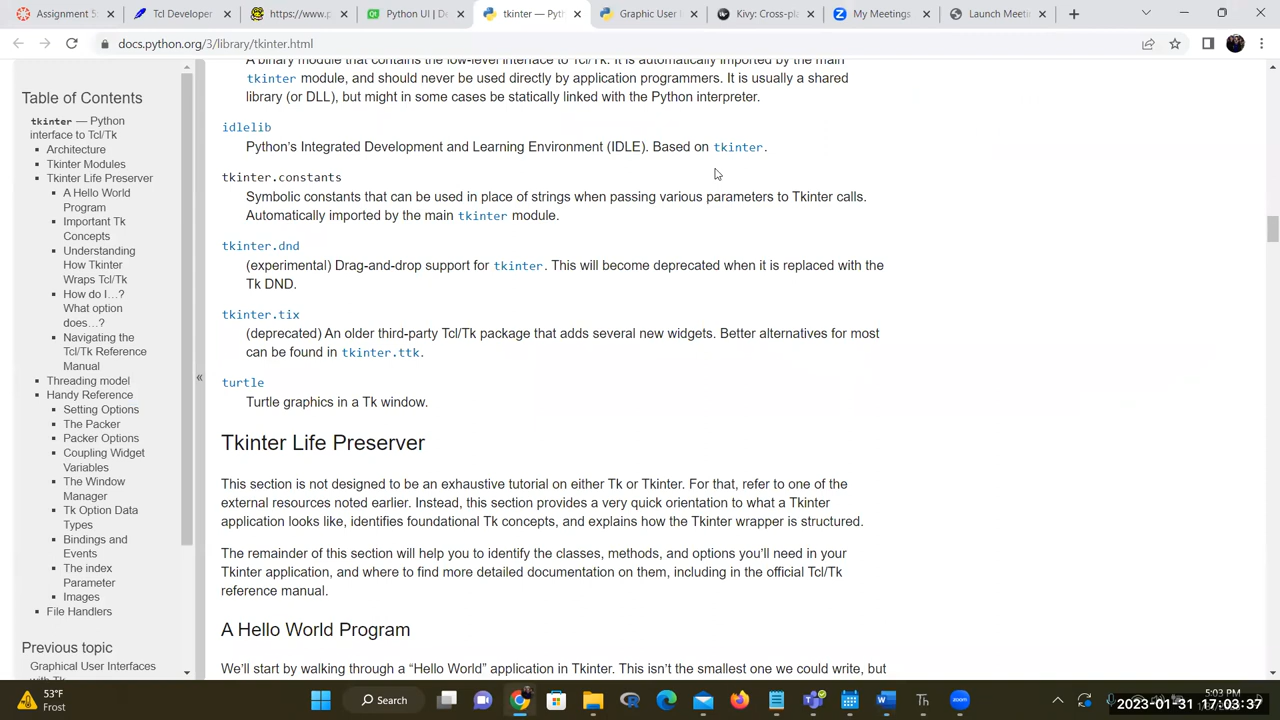 Assignment 5
Tcl Developer
https://www.p
Python UI | De
tkinter — Pyth
Graphic User I
Kivy: Cross-pl
My Meetings
Launch Meeti
docs.python.org/3/library/tkinter.html
Table of Contents
tkinter — Python
interface to Tcl/Tk
Architecture
Tkinter Modules
Tkinter Life Preserver
A Hello World
Program
Important Tk
Concepts
Understanding
How Tkinter
Wraps Tcl/Tk
How do I…?
What option
does…?
Navigating the
Tcl/Tk Reference
Manual
Threading model
Handy Reference
Setting Options
The Packer
Packer Options
Coupling Widget
Variables
The Window
Manager
Tk Option Data
Types
Bindings and
Events
The index
Parameter
Images
File Handlers
Previous topic
Graphical User Interfaces
with Tk
«
A binary module that contains the low-level interface to Tcl/Tk. It is automatically imported by the main
tkinter module, and should never be used directly by application programmers. It is usually a shared
library (or DLL), but might in some cases be statically linked with the Python interpreter.
idlelib
Python's Integrated Development and Learning Environment (IDLE). Based on tkinter.
tkinter.constants
Symbolic constants that can be used in place of strings when passing various parameters to Tkinter calls.
Automatically imported by the main tkinter module.
tkinter.dnd
(experimental) Drag-and-drop support for tkinter. This will become deprecated when it is replaced with the
Tk DND.
tkinter.tix
(deprecated) An older third-party Tcl/Tk package that adds several new widgets. Better alternatives for most
can be found in tkinter.ttk.
turtle
Turtle graphics in a Tk window.
Tkinter Life Preserver
This section is not designed to be an exhaustive tutorial on either Tk or Tkinter. For that, refer to one of the
external resources noted earlier. Instead, this section provides a very quick orientation to what a Tkinter
application looks like, identifies foundational Tk concepts, and explains how the Tkinter wrapper is structured.
The remainder of this section will help you to identify the classes, methods, and options you'll need in your
Tkinter application, and where to find more detailed documentation on them, including in the official Tcl/Tk
reference manual.
A Hello World Program
We'll start by walking through a “Hello World” application in Tkinter. This isn't the smallest one we could write, but
53°F
Frost
Search
Th
zoom
5:03 PM
2023-01-31 17:03:37